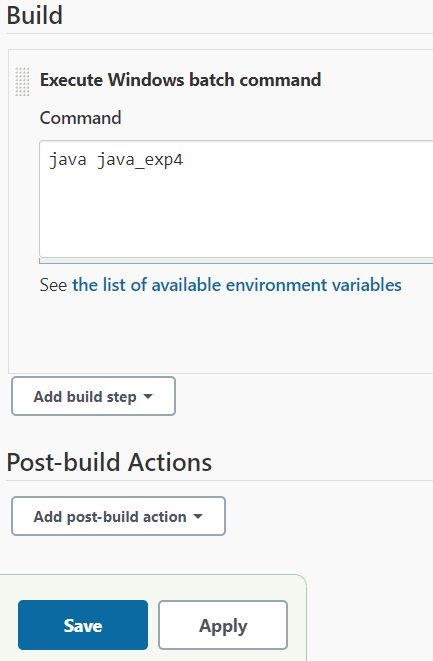 Build
Execute Windows batch command
Command
java java_exp4
See the list of available environment variables
Add build step
Post-build Actions
Add post-build action
Save
Apply